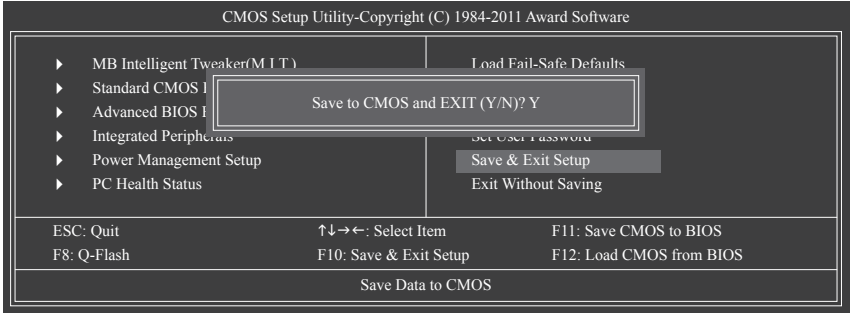 CMOS Setup Utility-Copyright (C) 1984-2011 Award Software
MB Intelligent Tweaker(M.I.T.)
Load Fail-Safe Defaults
Standard CMOS
Save to CMOS and EXIT (Y/N)? Y
Advanced BIOS
Integrated Peripherals
Set User Password
Power Management Setup
Save & Exit Setup
PC Health Status
Exit Without Saving
ESC: Quit
↑↓→←: Select Item
F11: Save CMOS to BIOS
F8: Q-Flash
F10: Save & Exit Setup
F12: Load CMOS from BIOS
Save Data to CMOS